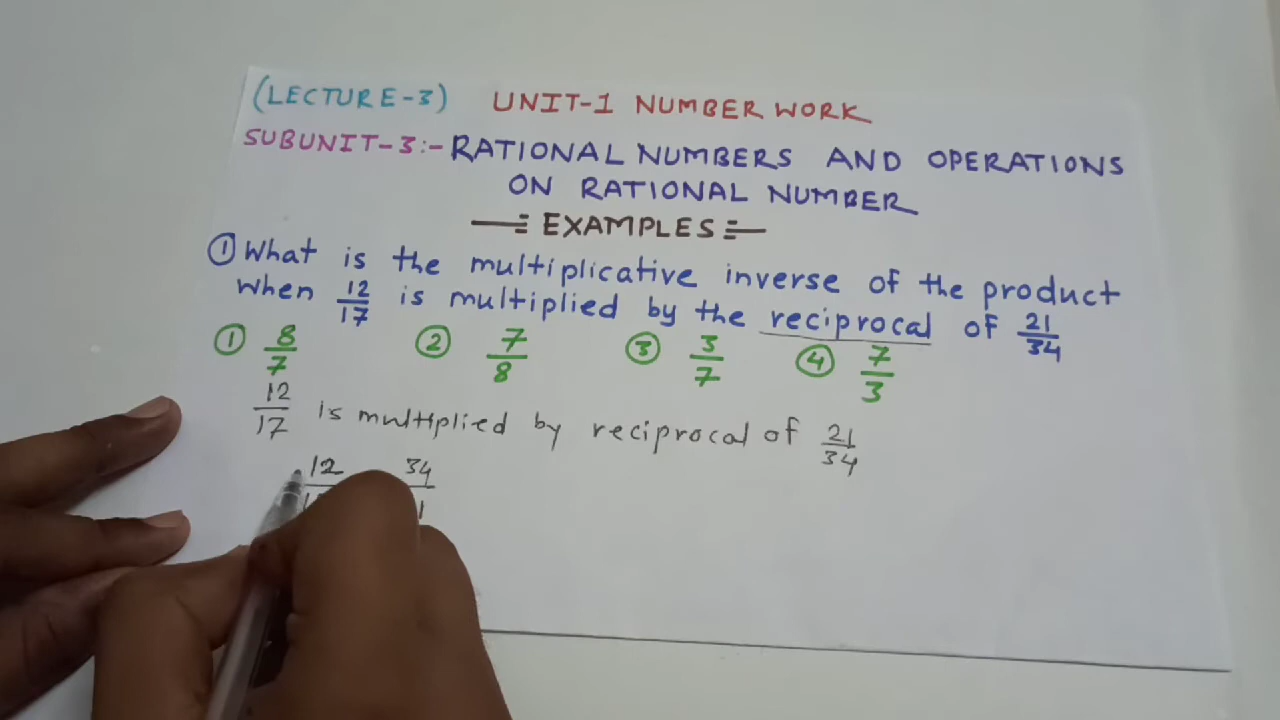 (LECTURE-3) UNIT-1 NUMBER WORK
SUBUNIT-3:- RATIONAL NUMBERS AND OPERATIONS
ON RATIONAL NUMBER
EXAMPLES
① What is the multiplicative inverse of the product
when 12/17 is multiplied by the reciprocal of 21/34
① 8/7 ② 7/8 ③ 3/7 ④ 7/3
12/17 is multiplied by reciprocal of 21/34
12 34